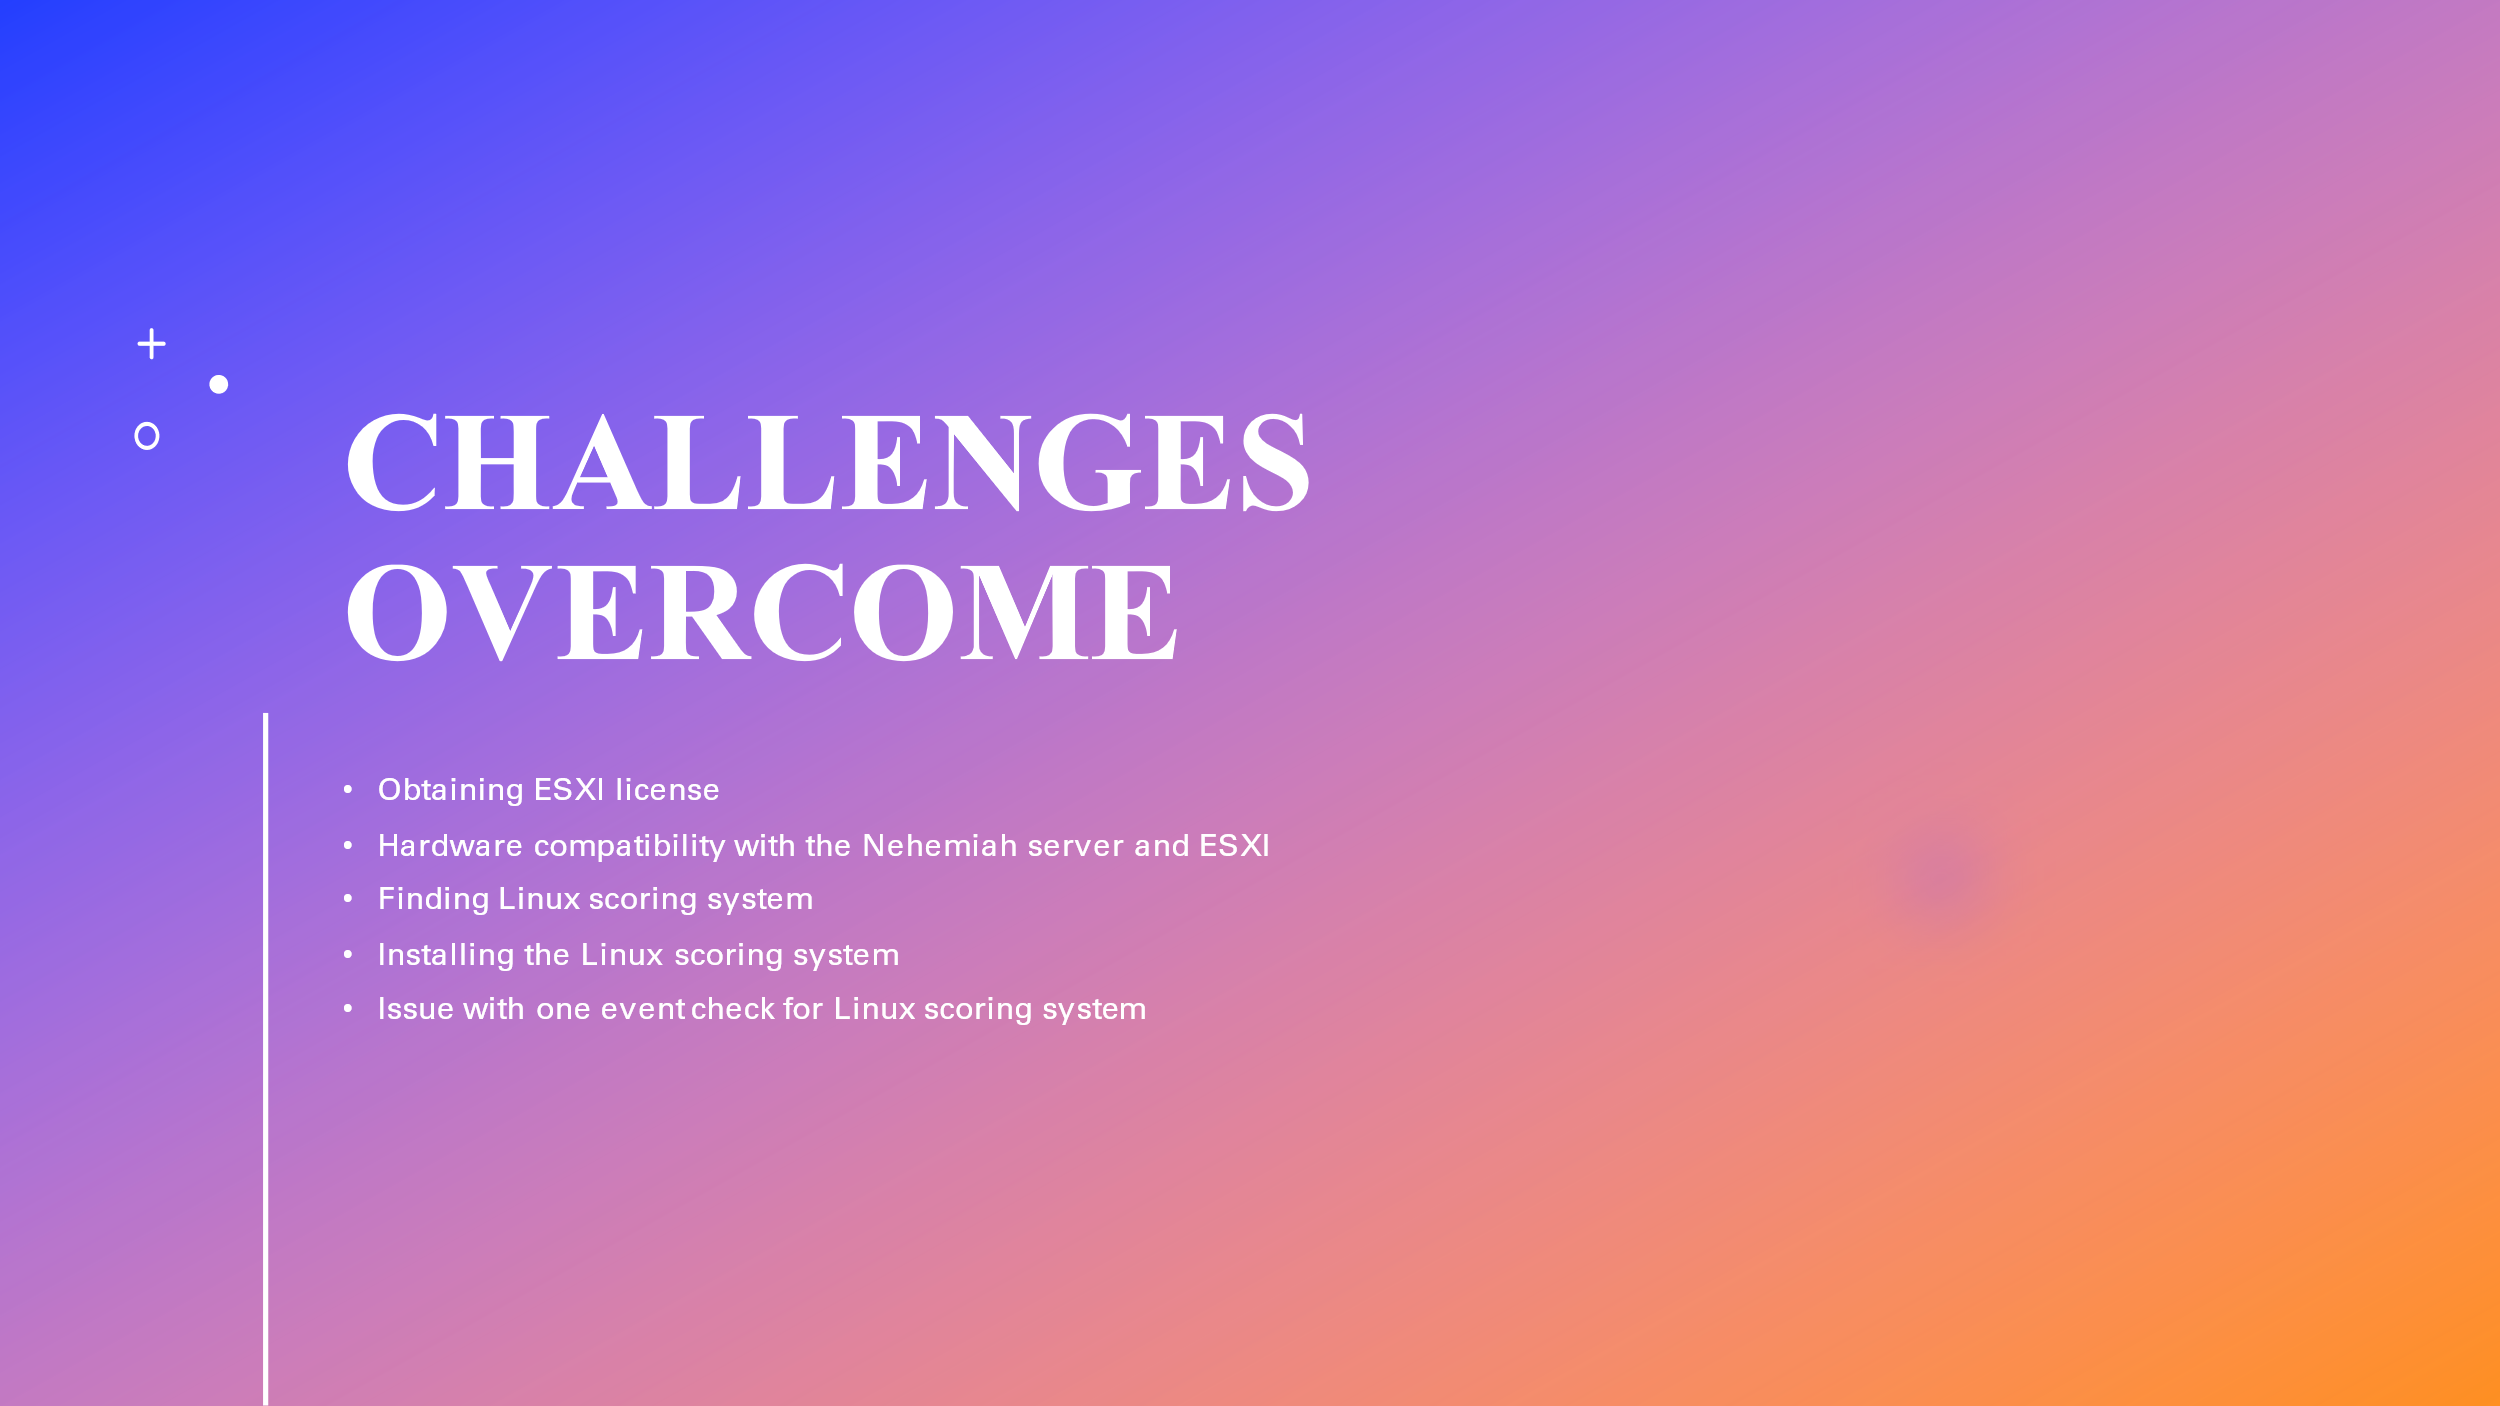 CHALLENGES
OVERCOME
• Obtaining ESXI license
• Hardware compatibility with the Nehemiah server and ESXI
• Finding Linux scoring system
• Installing the Linux scoring system
• Issue with one event check for Linux scoring system